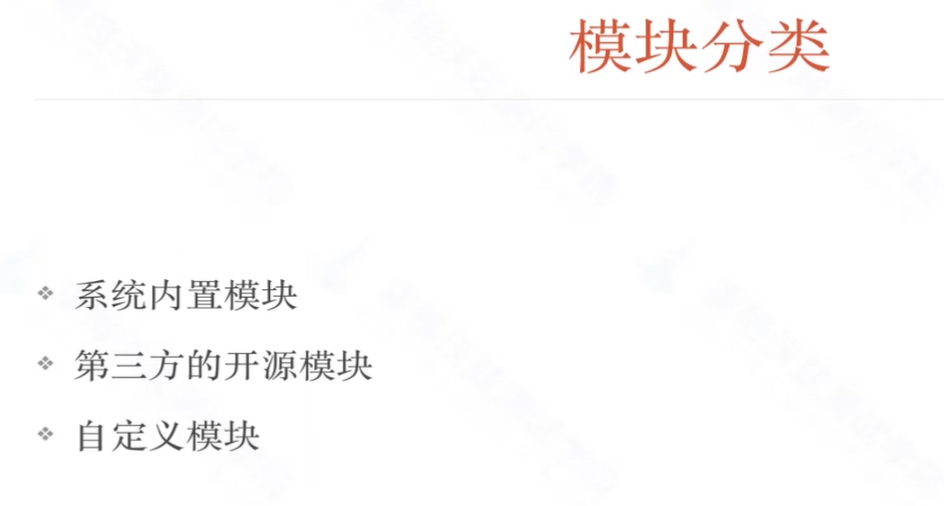 模块分类
系统内置模块
第三方的开源模块
自定义模块